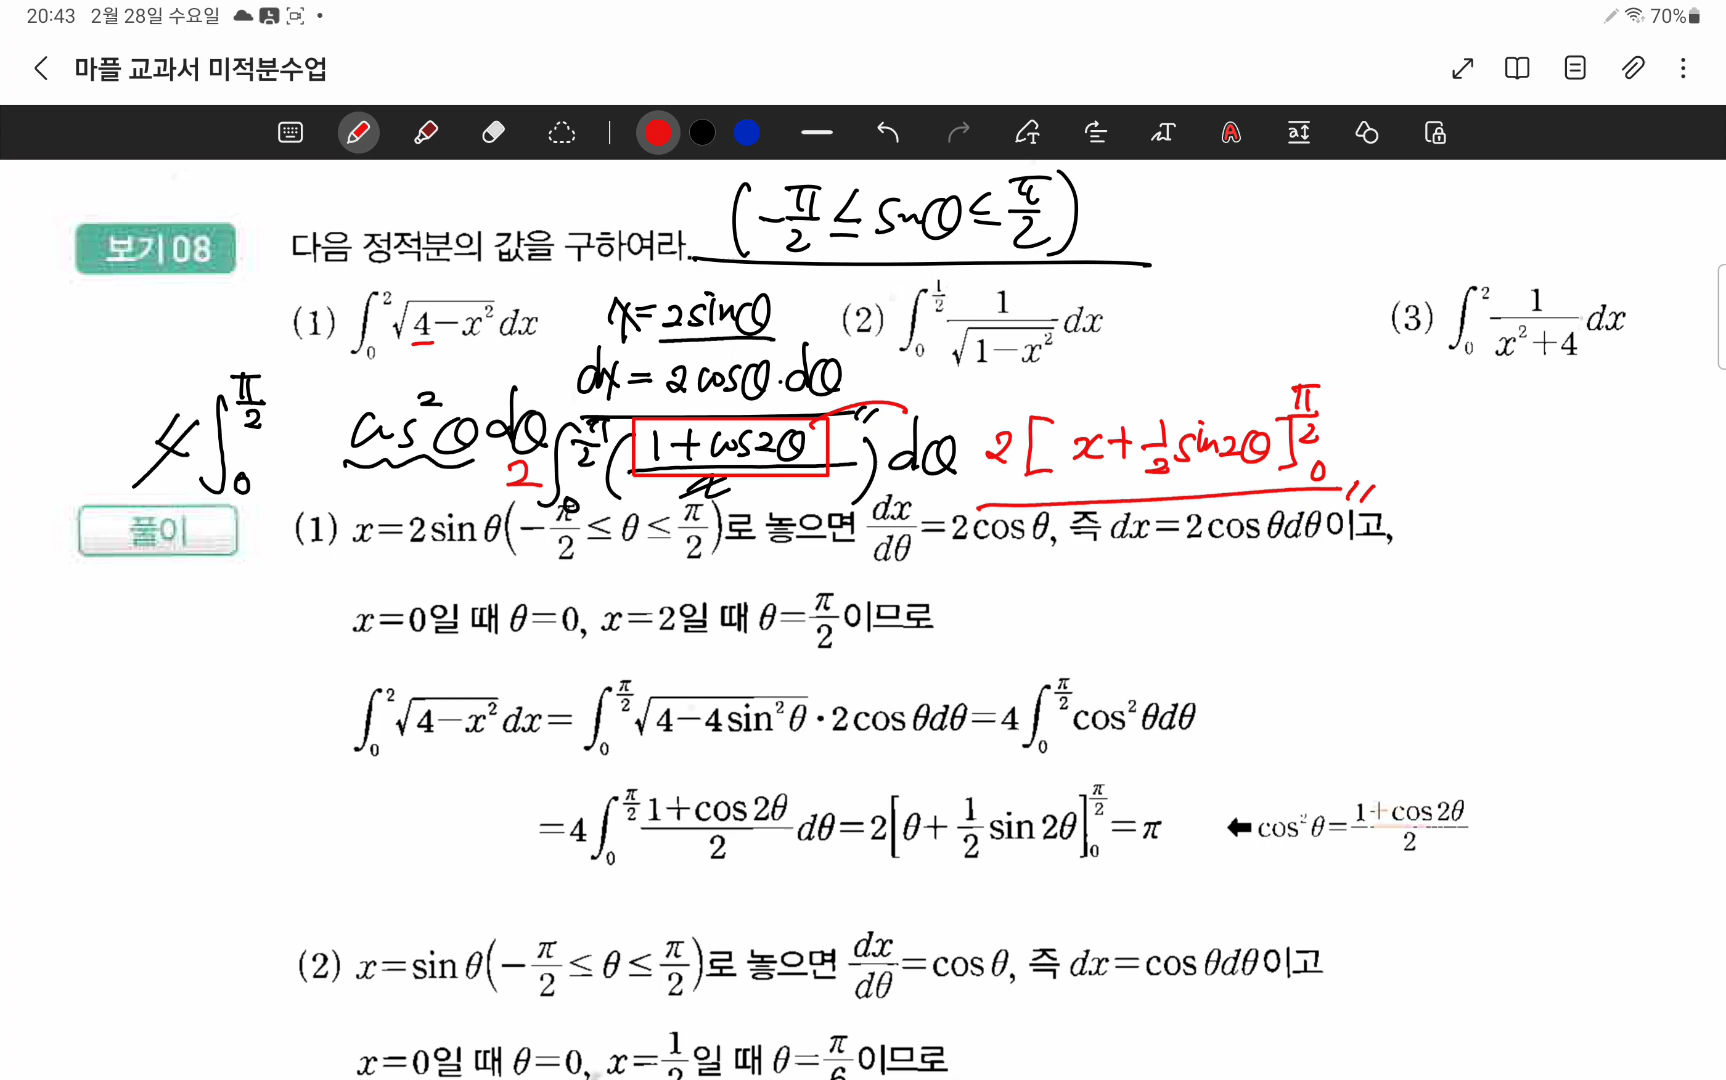 20:43 2월 28일 수요일 70%
마플 교과서 미적분수업
(-π/2 ≤ sinθ ≤ π/2)
보기 08 다음 정적분의 값을 구하여라.
(1) ∫₀² √(4-x²) dx (2) ∫₀^(1/2) 1/√(1-x²) dx (3) ∫₀² 1/(x²+4) dx
x = 2sinθ
dx = 2cosθ·dθ
4∫₀^(π/2) cos²θ dθ 2∫₀^(π/2) ((1+cos2θ)/2) dθ 2[x+1/2 sin2θ]₀^(π/2)
풀이 (1) x=2sinθ(-π/2 ≤ θ ≤ π/2)로 놓으면 dx/dθ=2cosθ, 즉 dx=2cosθdθ이고,
x=0일 때 θ=0, x=2일 때 θ=π/2이므로
∫₀² √(4-x²) dx = ∫₀^(π/2) √(4-4sin²θ)·2cosθdθ=4∫₀^(π/2) cos²θdθ
=4∫₀^(π/2) (1+cos2θ)/2 dθ=2[θ+1/2 sin2θ]₀^(π/2)=π ← cos²θ=(1+cos2θ)/2
(2) x=sinθ(-π/2 ≤ θ ≤ π/2)로 놓으면 dx/dθ=cosθ, 즉 dx=cosθdθ이고
x=0일 때 θ=0, x=1/2일 때 θ=π/6이므로